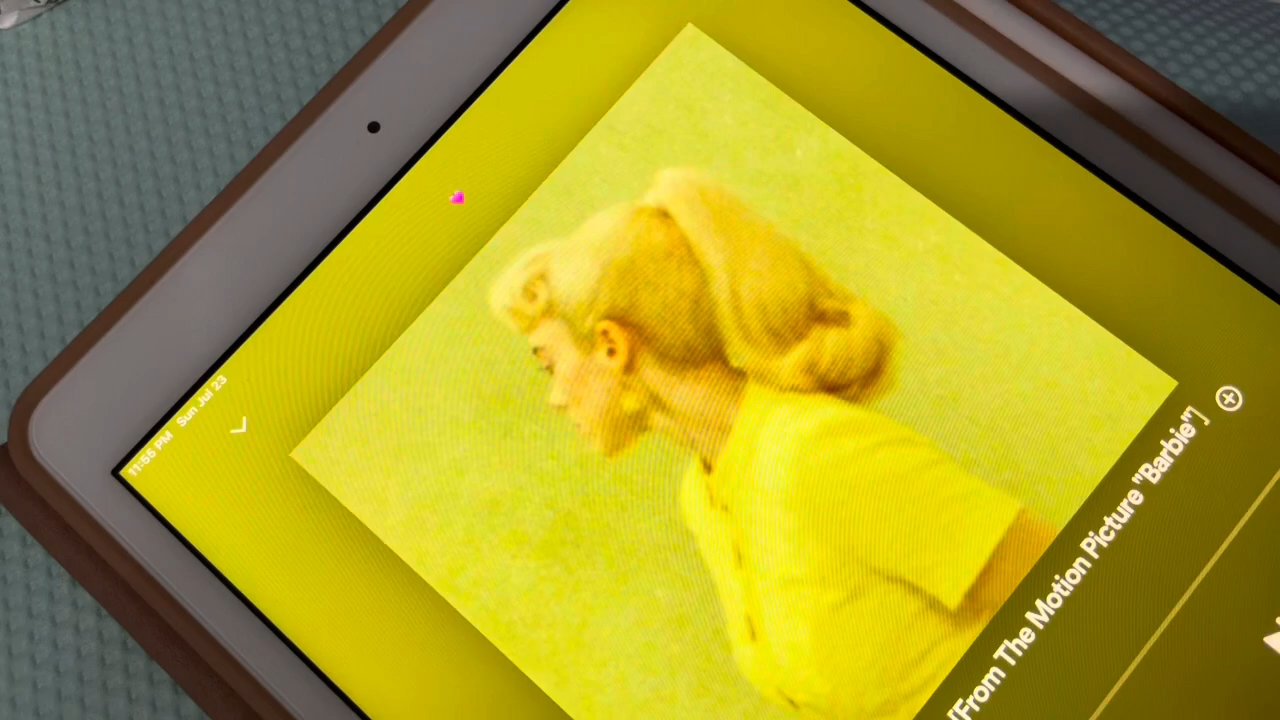 11:55 PM Sun Jul 23
[From The Motion Picture "Barbie"]